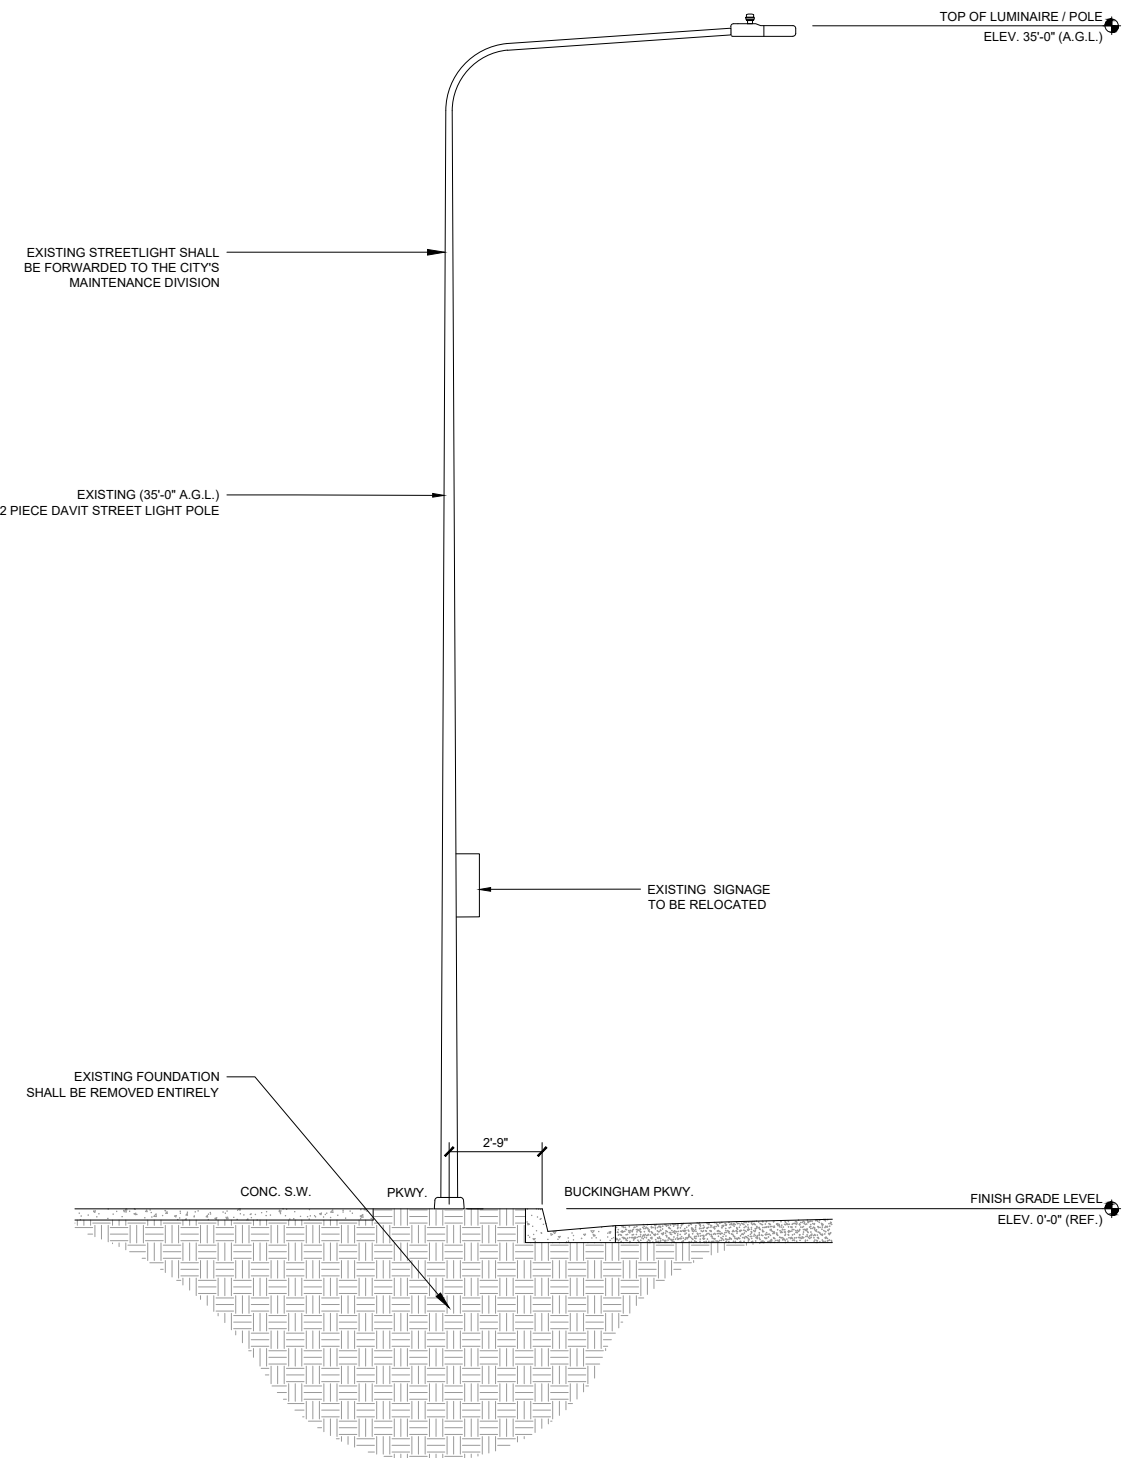 TOP OF LUMINAIRE / POLE
ELEV. 35'-0" (A.G.L.)
EXISTING STREETLIGHT SHALL
BE FORWARDED TO THE CITY'S
MAINTENANCE DIVISION
EXISTING (35'-0" A.G.L.)
2 PIECE DAVIT STREET LIGHT POLE
EXISTING SIGNAGE
TO BE RELOCATED
EXISTING FOUNDATION
SHALL BE REMOVED ENTIRELY
2'-9"
CONC. S.W.
PKWY.
BUCKINGHAM PKWY.
FINISH GRADE LEVEL
ELEV. 0'-0" (REF.)